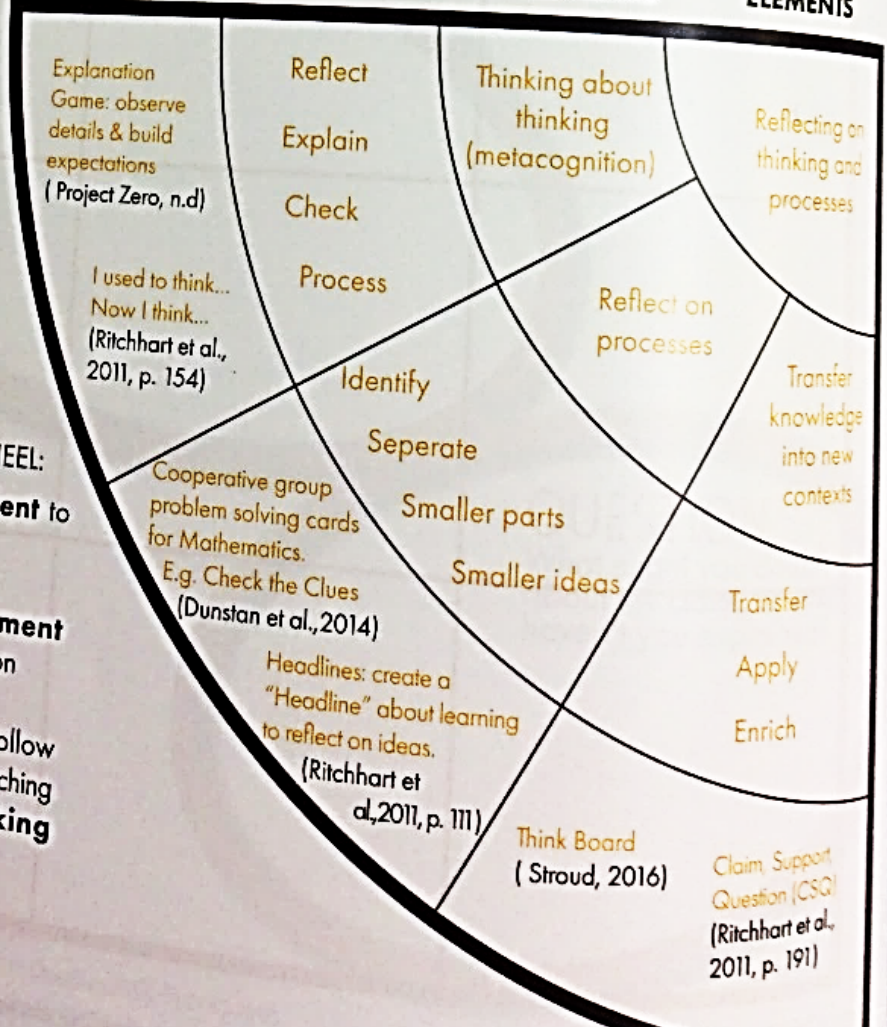 ELEMENTS
Explanation
Game: observe
details & build
expectations
( Project Zero, n.d)
I used to think...
Now I think...
(Ritchhart et al.,
2011, p. 154)
Reflect
Explain
Check
Process
Thinking about
thinking
(metacognition)
Reflecting on
thinking and
processes
Reflect on
processes
Identify
Seperate
Smaller parts
Smaller ideas
Cooperative group
problem solving cards
for Mathematics.
E.g. Check the Clues
(Dunstan et al.,2014)
Headlines: create a
“Headline” about learning
to reflect on ideas.
(Ritchhart et
al,2011, p. 111)
Transfer
knowledge
into new
contexts
Transfer
Apply
Enrich
Think Board
( Stroud, 2016)
Claim, Support,
Question (CSQ)
(Ritchhart et al.,
2011, p. 191)
EEL:
ent to
ment
on
ollow
ching
king